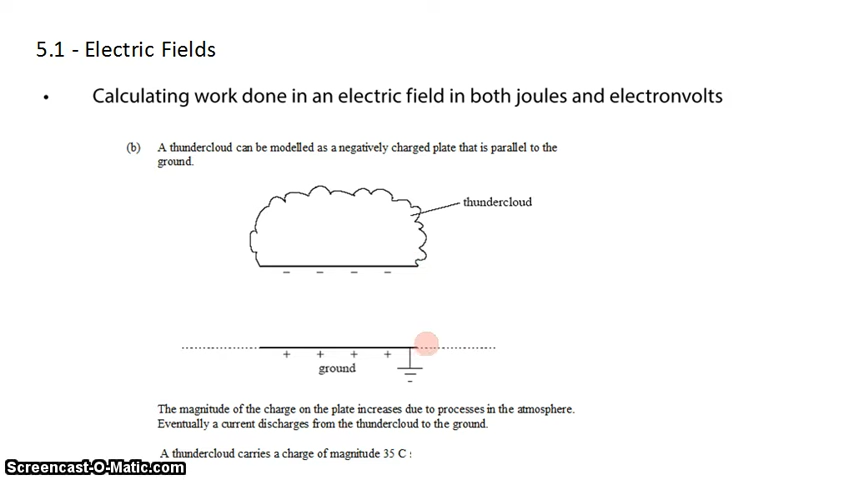 5.1 - Electric Fields
• Calculating work done in an electric field in both joules and electronvolts
(b) A thundercloud can be modelled as a negatively charged plate that is parallel to the
ground.
thundercloud
– – – –
+ + + +
ground
The magnitude of the charge on the plate increases due to processes in the atmosphere.
Eventually a current discharges from the thundercloud to the ground.
A thundercloud carries a charge of magnitude 35 C :
Screencast-O-Matic.com